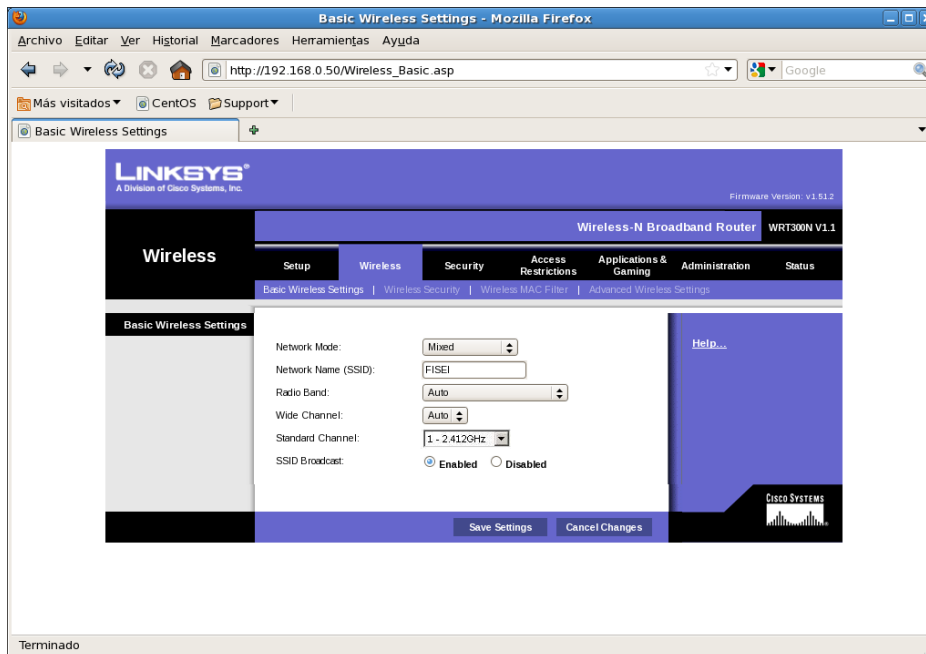 Basic Wireless Settings - Mozilla Firefox
Archivo Editar Ver Historial Marcadores Herramientas Ayuda
http://192.168.0.50/Wireless_Basic.asp Google
Más visitados CentOS Support
Basic Wireless Settings
LINKSYS®
A Division of Cisco Systems, Inc.
Firmware Version: v1.51.2
Wireless-N Broadband Router WRT300N V1.1
Wireless
Setup Wireless Security Access Restrictions Applications & Gaming Administration Status
Basic Wireless Settings | Wireless Security | Wireless MAC Filter | Advanced Wireless Settings
Basic Wireless Settings
Help...
Network Mode: Mixed
Network Name (SSID): FISEI
Radio Band: Auto
Wide Channel: Auto
Standard Channel: 1 - 2.412GHz
SSID Broadcast: Enabled Disabled
CISCO SYSTEMS
Save Settings Cancel Changes
Terminado